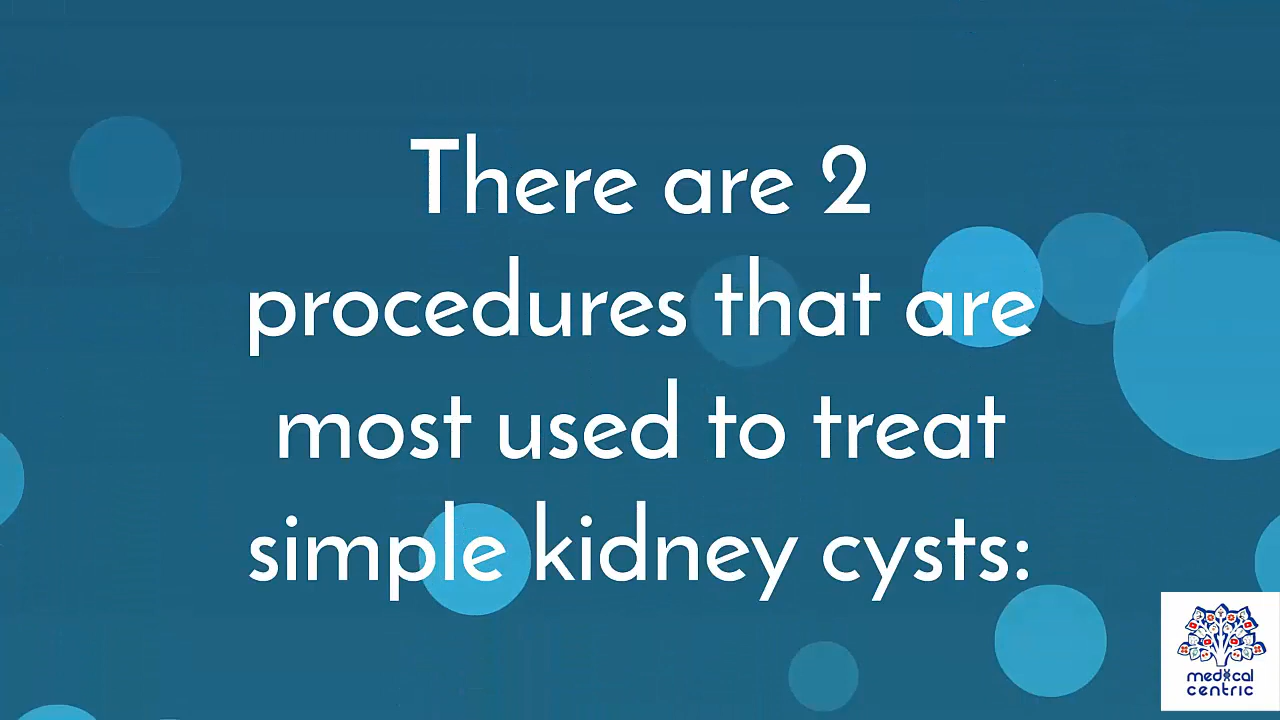 There are 2
procedures that are
most used to treat
simple kidney cysts:
medical
centric